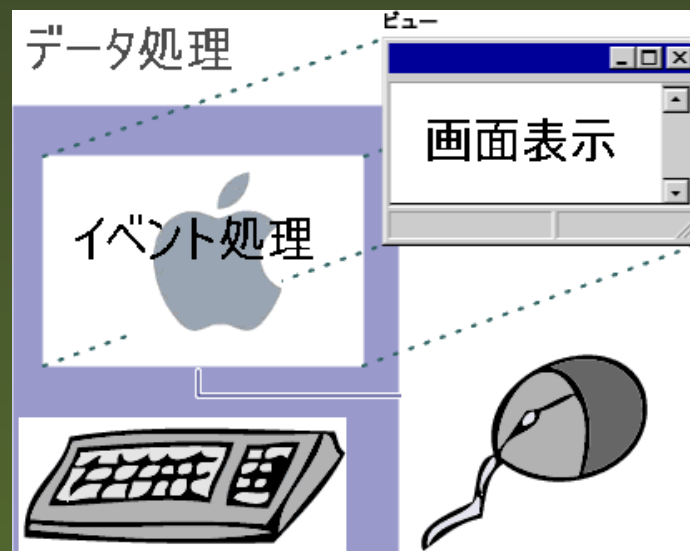 ビュー
データ処理
画面表示
イベント処理